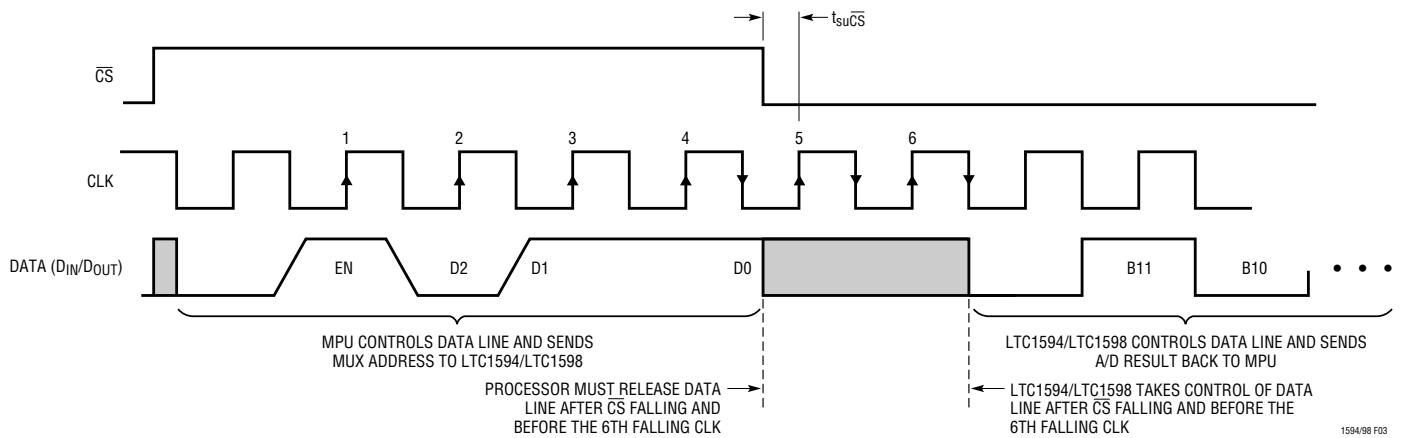 tsuCS
CS
1 2 3 4 5 6
CLK
DATA (DIN/DOUT)
EN D2 D1 D0 B11 B10 • • •
MPU CONTROLS DATA LINE AND SENDS
MUX ADDRESS TO LTC1594/LTC1598
LTC1594/LTC1598 CONTROLS DATA LINE AND SENDS
A/D RESULT BACK TO MPU
PROCESSOR MUST RELEASE DATA
LINE AFTER CS FALLING AND
BEFORE THE 6TH FALLING CLK
LTC1594/LTC1598 TAKES CONTROL OF DATA
LINE AFTER CS FALLING AND BEFORE THE
6TH FALLING CLK
1594/98 F03